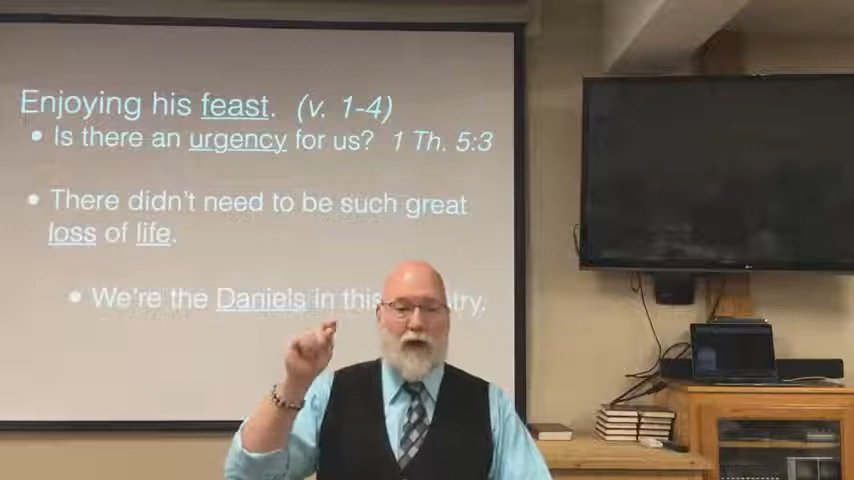 Enjoying his feast. (v. 1-4)
• Is there an urgency for us? 1 Th. 5:3
• There didn't need to be such great
loss of life.
• We're the Daniels in this try.